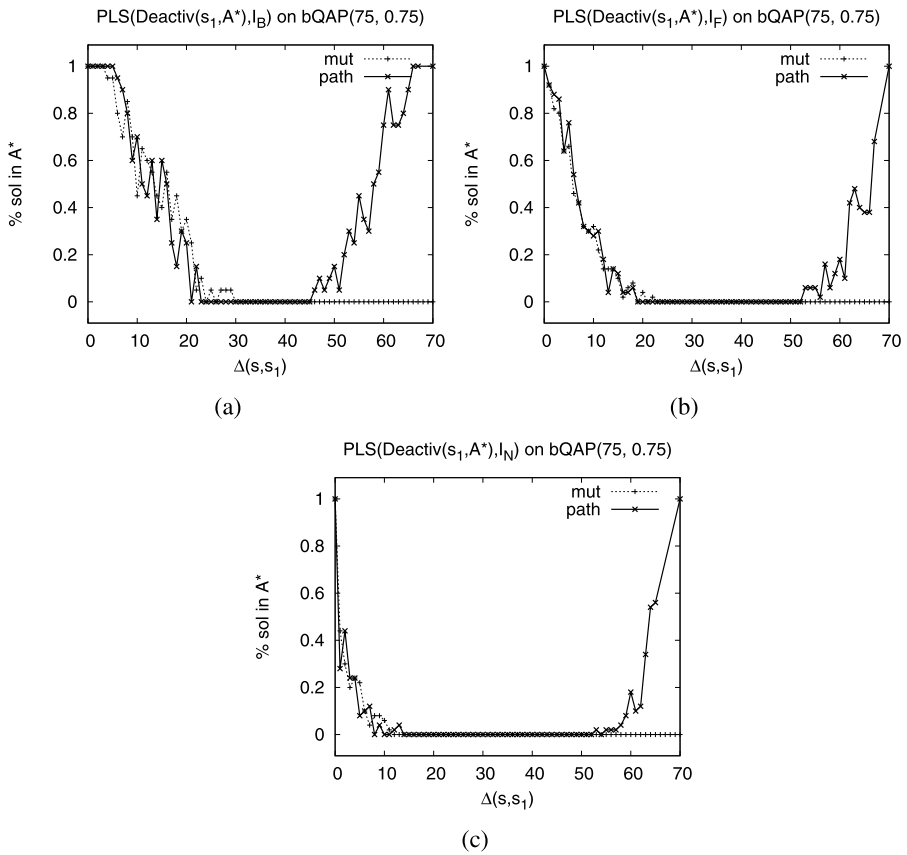 PLS(Deactiv(s₁,A*),I_B) on bQAP(75, 0.75)
mut
path
1
0.8
0.6
0.4
0.2
0
% sol in A*
0 10 20 30 40 50 60 70
Δ(s,s₁)
(a)
PLS(Deactiv(s₁,A*),I_F) on bQAP(75, 0.75)
mut
path
1
0.8
0.6
0.4
0.2
0
% sol in A*
0 10 20 30 40 50 60 70
Δ(s,s₁)
(b)
PLS(Deactiv(s₁,A*),I_N) on bQAP(75, 0.75)
mut
path
1
0.8
0.6
0.4
0.2
0
% sol in A*
0 10 20 30 40 50 60 70
Δ(s,s₁)
(c)